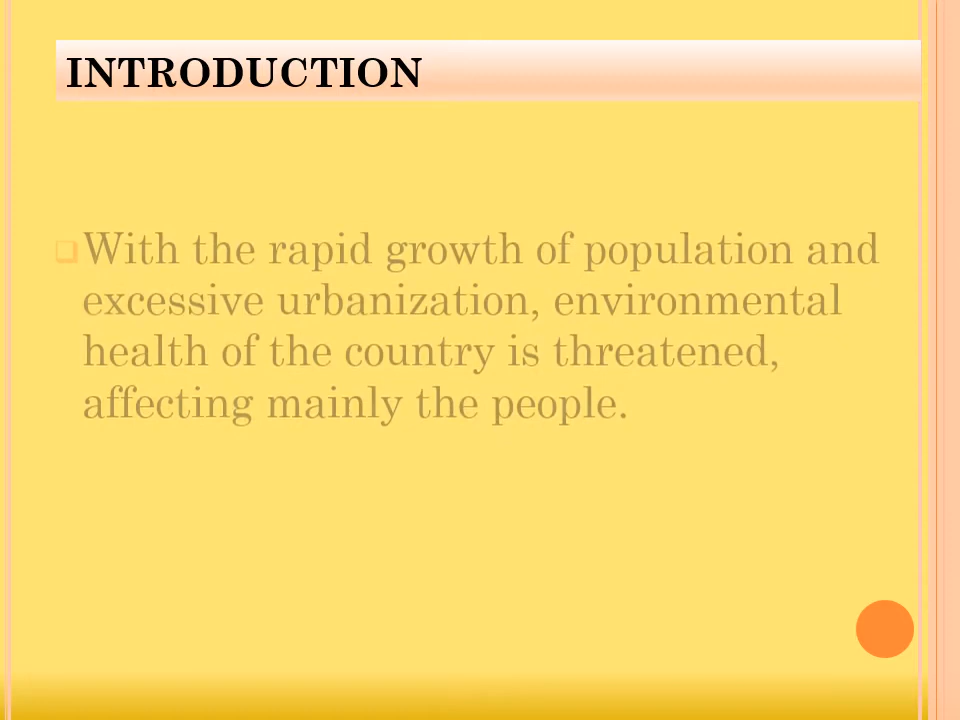 INTRODUCTION
With the rapid growth of population and
excessive urbanization, environmental
health of the country is threatened,
affecting mainly the people.